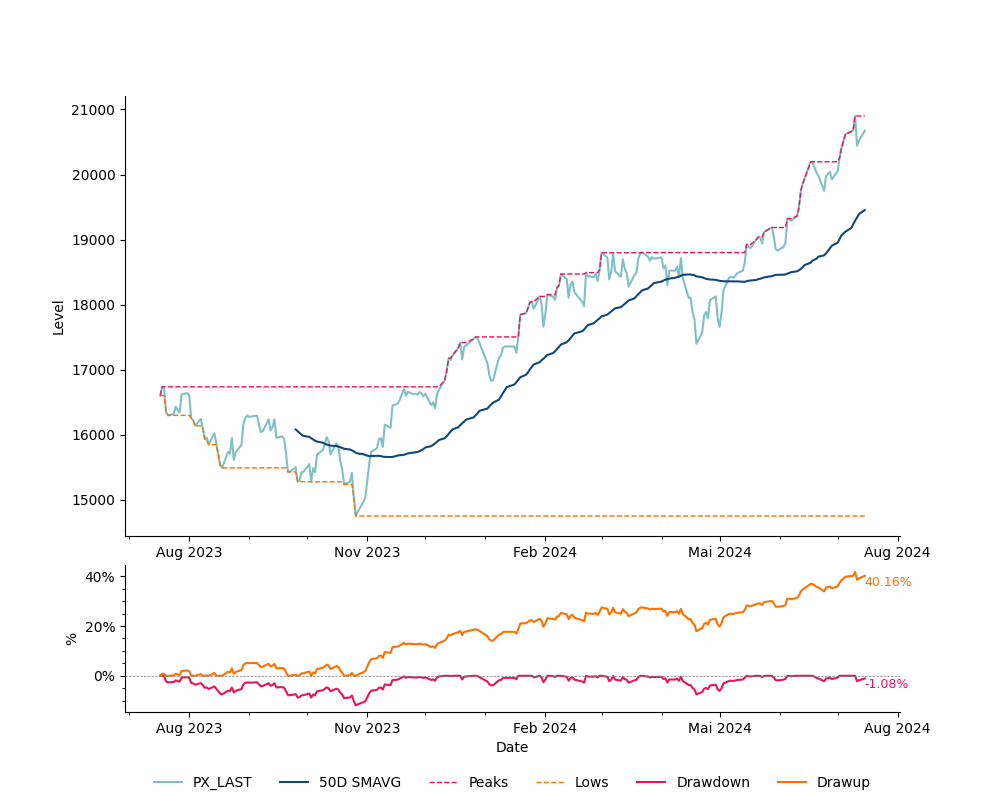 21000
20000
19000
18000
17000
16000
15000
Level
Aug 2023 Nov 2023 Feb 2024 Mai 2024 Aug 2024
40%
20%
0%
%
40.16%
-1.08%
Aug 2023 Nov 2023 Feb 2024 Mai 2024 Aug 2024
Date
PX_LAST 50D SMAVG Peaks Lows Drawdown Drawup